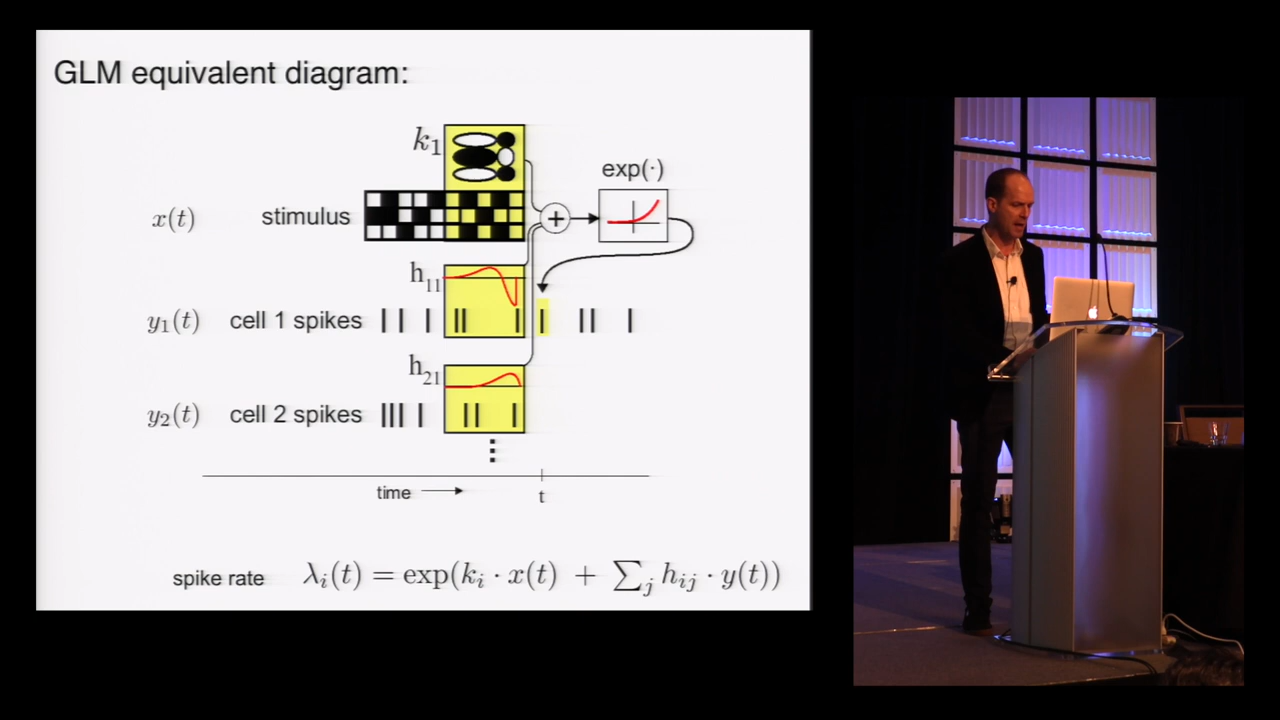 GLM equivalent diagram:
k₁
exp(·)
x(t) stimulus
+
h₁₁
y₁(t) cell 1 spikes
h₂₁
y₂(t) cell 2 spikes
⋮
time → t
spike rate λᵢ(t) = exp(kᵢ · x(t) + ∑ⱼ hᵢⱼ · y(t))